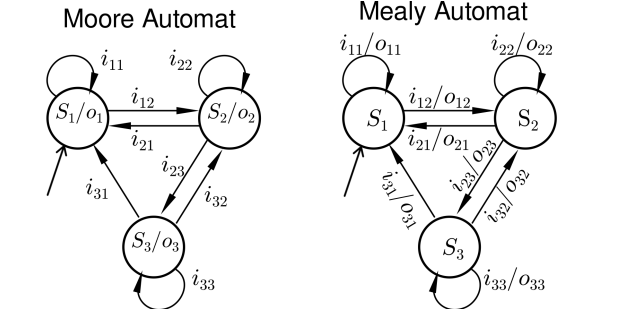 Moore Automat
i₁₁
i₂₂
S₁/o₁
i₁₂
S₂/o₂
i₂₁
i₂₃
i₃₁
i₃₂
S₃/o₃
i₃₃
Mealy Automat
i₁₁/o₁₁
i₂₂/o₂₂
S₁
i₁₂/o₁₂
S₂
i₂₁/o₂₁
i₂₃/o₂₃
i₃₁/o₃₁
i₃₂/o₃₂
S₃
i₃₃/o₃₃